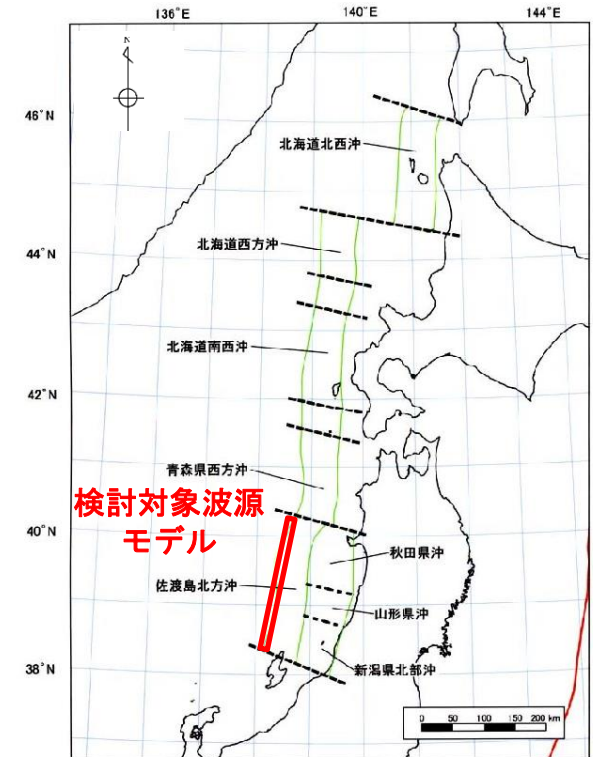 136°E
140°E
144°E
N
46°N
北海道北西沖
44°N
北海道西方沖
北海道南西沖
42°N
青森県西方沖
検討対象波源
モデル
40°N
秋田県沖
佐渡島北方沖
山形県沖
38°N
新潟県北部沖
0 50 100 150 200 km